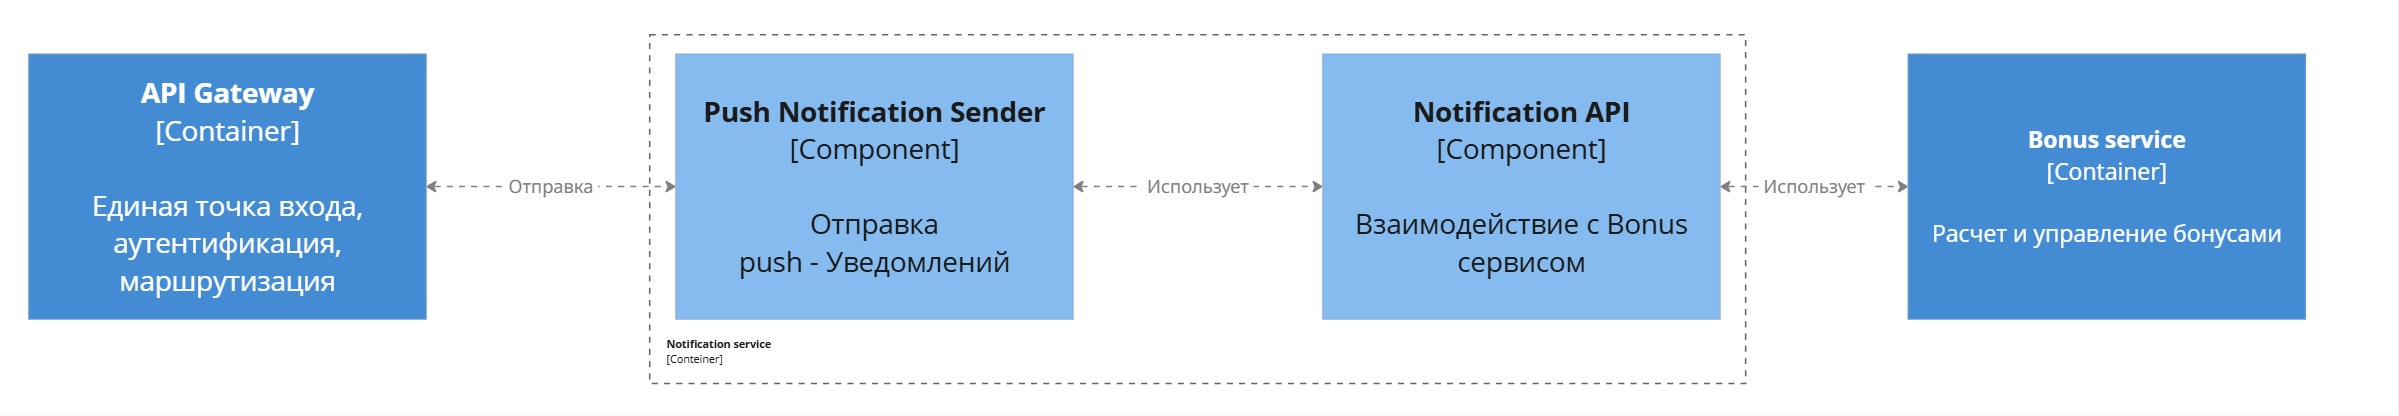 API Gateway
[Container]
Единая точка входа,
аутентификация,
маршрутизация
Отправка
Push Notification Sender
[Component]
Отправка
push - Уведомлений
Использует
Notification API
[Component]
Взаимодействие с Bonus
сервисом
Использует
Bonus service
[Container]
Расчет и управление бонусами
Notification service
[Conteiner]